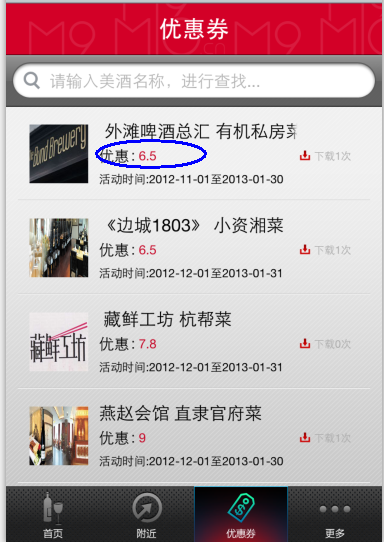 优惠券
请输入美酒名称，进行查找...
The Bund Brewery
外滩啤酒总汇 有机私房菜
优惠: 6.5
下载1次
活动时间:2012-11-01至2013-01-30
《边城1803》 小资湘菜
优惠: 6.5
下载1次
活动时间:2012-12-01至2013-01-31
藏鲜工坊
藏鲜工坊 杭帮菜
优惠: 7.8
下载0次
活动时间:2012-12-01至2013-01-31
燕赵会馆 直隶官府菜
优惠: 9
下载1次
活动时间:2012-12-01至2013-01-30
首页
附近
优惠券
更多